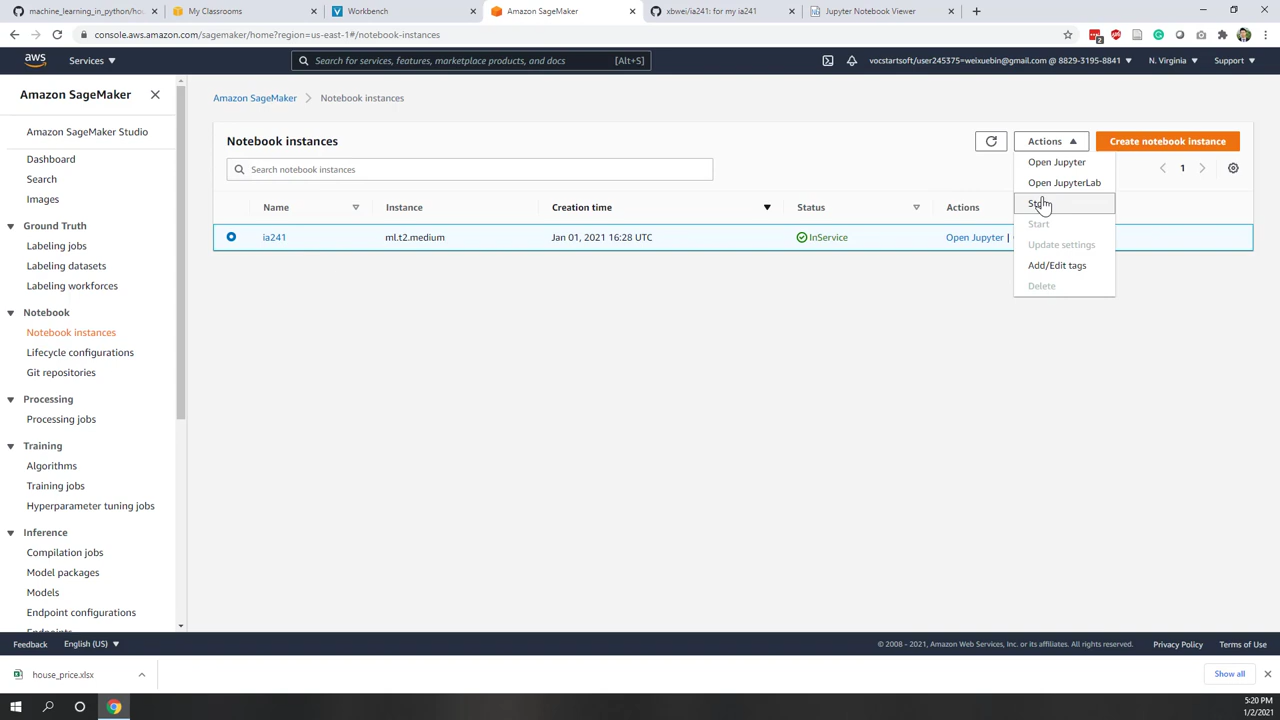 machine_learning_in_python/hou
My Classrooms
Workbench
Amazon SageMaker
xbwei/ia241: for my ia241
Jupyter Notebook Viewer
console.aws.amazon.com/sagemaker/home?region=us-east-1#/notebook-instances
2
aws
Services
Search for services, features, marketplace products, and docs
[Alt+S]
vocstartsoft/user245375=weixuebin@gmail.com @ 8829-3195-8841
N. Virginia
Support
Amazon SageMaker
Amazon SageMaker Studio
Dashboard
Search
Images
Ground Truth
Labeling jobs
Labeling datasets
Labeling workforces
Notebook
Notebook instances
Lifecycle configurations
Git repositories
Processing
Processing jobs
Training
Algorithms
Training jobs
Hyperparameter tuning jobs
Inference
Compilation jobs
Model packages
Models
Endpoint configurations
Endpoints
Amazon SageMaker
Notebook instances
Notebook instances
Actions
Create notebook instance
Search notebook instances
1
Name
Instance
Creation time
Status
Actions
ia241
ml.t2.medium
Jan 01, 2021 16:28 UTC
InService
Open Jupyter |
Open Jupyter
Open JupyterLab
Stop
Start
Update settings
Add/Edit tags
Delete
Feedback
English (US)
© 2008 - 2021, Amazon Web Services, Inc. or its affiliates. All rights reserved.
Privacy Policy
Terms of Use
house_price.xlsx
Show all
5:20 PM
1/2/2021